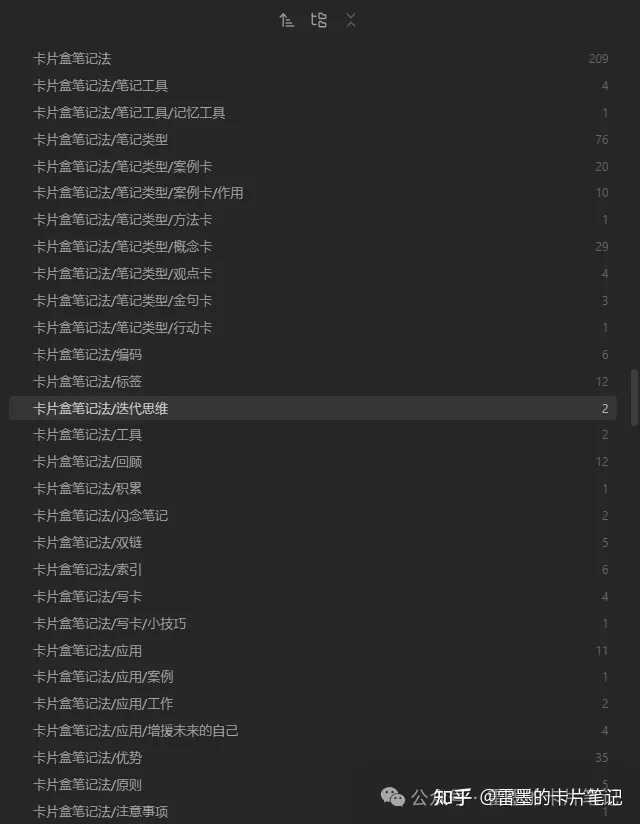 卡片盒笔记法 209
卡片盒笔记法/笔记工具 4
卡片盒笔记法/笔记工具/记忆工具 1
卡片盒笔记法/笔记类型 76
卡片盒笔记法/笔记类型/案例卡 20
卡片盒笔记法/笔记类型/案例卡/作用 10
卡片盒笔记法/笔记类型/方法卡 1
卡片盒笔记法/笔记类型/概念卡 29
卡片盒笔记法/笔记类型/观点卡 4
卡片盒笔记法/笔记类型/金句卡 3
卡片盒笔记法/笔记类型/行动卡 1
卡片盒笔记法/编码 6
卡片盒笔记法/标签 12
卡片盒笔记法/迭代思维 2
卡片盒笔记法/工具 2
卡片盒笔记法/回顾 12
卡片盒笔记法/积累 1
卡片盒笔记法/闪念笔记 2
卡片盒笔记法/双链 5
卡片盒笔记法/索引 6
卡片盒笔记法/写卡 4
卡片盒笔记法/写卡/小技巧 1
卡片盒笔记法/应用 11
卡片盒笔记法/应用/案例 1
卡片盒笔记法/应用/工作 2
卡片盒笔记法/应用/增援未来的自己 4
卡片盒笔记法/优势 35
卡片盒笔记法/原则 5
知乎 @雷墨的卡片笔记
卡片盒笔记法/注意事项 1